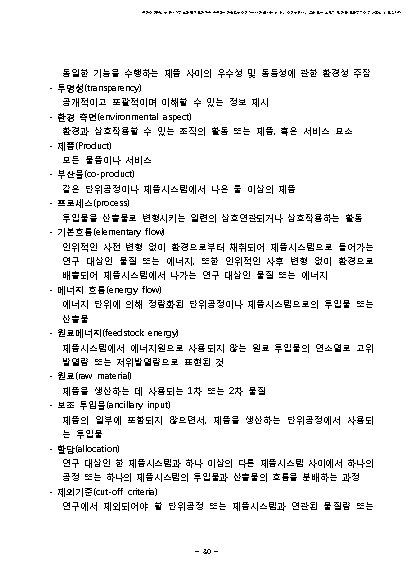 동일한 기능을 수행하는 제품 사이의 우수성 및 동등성에 관한 환경성 주장
- 투명성(transparency)
공개적이고 포괄적이며 이해할 수 있는 정보 제시
- 환경 측면(environmental aspect)
환경과 상호작용할 수 있는 조직의 활동 또는 제품, 혹은 서비스 요소
- 제품(Product)
모든 물품이나 서비스
- 부산물(co-product)
같은 단위공정이나 제품시스템에서 나온 둘 이상의 제품
- 프로세스(process)
투입물을 산출물로 변형시키는 일련의 상호연관되거나 상호작용하는 활동
- 기본흐름(elementary flow)
인위적인 사전 변형 없이 환경으로부터 채취되어 제품시스템으로 들어가는
연구 대상인 물질 또는 에너지, 또한 인위적인 사후 변형 없이 환경으로
배출되어 제품시스템에서 나가는 연구 대상인 물질 또는 에너지
- 에너지 흐름(energy flow)
에너지 단위에 의해 정량화된 단위공정이나 제품시스템으로의 투입물 또는
산출물
- 원료에너지(feedstock energy)
제품시스템에서 에너지원으로 사용되지 않는 원료 투입물의 연소열로 고위
발열량 또는 저위발열량으로 표현된 것
- 원료(raw material)
제품을 생산하는 데 사용되는 1차 또는 2차 물질
- 보조 투입물(ancillary input)
제품의 일부에 포함되지 않으면서, 제품을 생산하는 단위공정에서 사용되
는 투입물
- 할당(allocation)
연구 대상인 한 제품시스템과 하나 이상의 다른 제품시스템 사이에서 하나의
공정 또는 하나의 제품시스템의 투입물과 산출물의 흐름을 분배하는 과정
- 제외기준(cut-off criteria)
연구에서 제외되어야 할 단위공정 또는 제품시스템과 연관된 물질량 또는
- 80 -